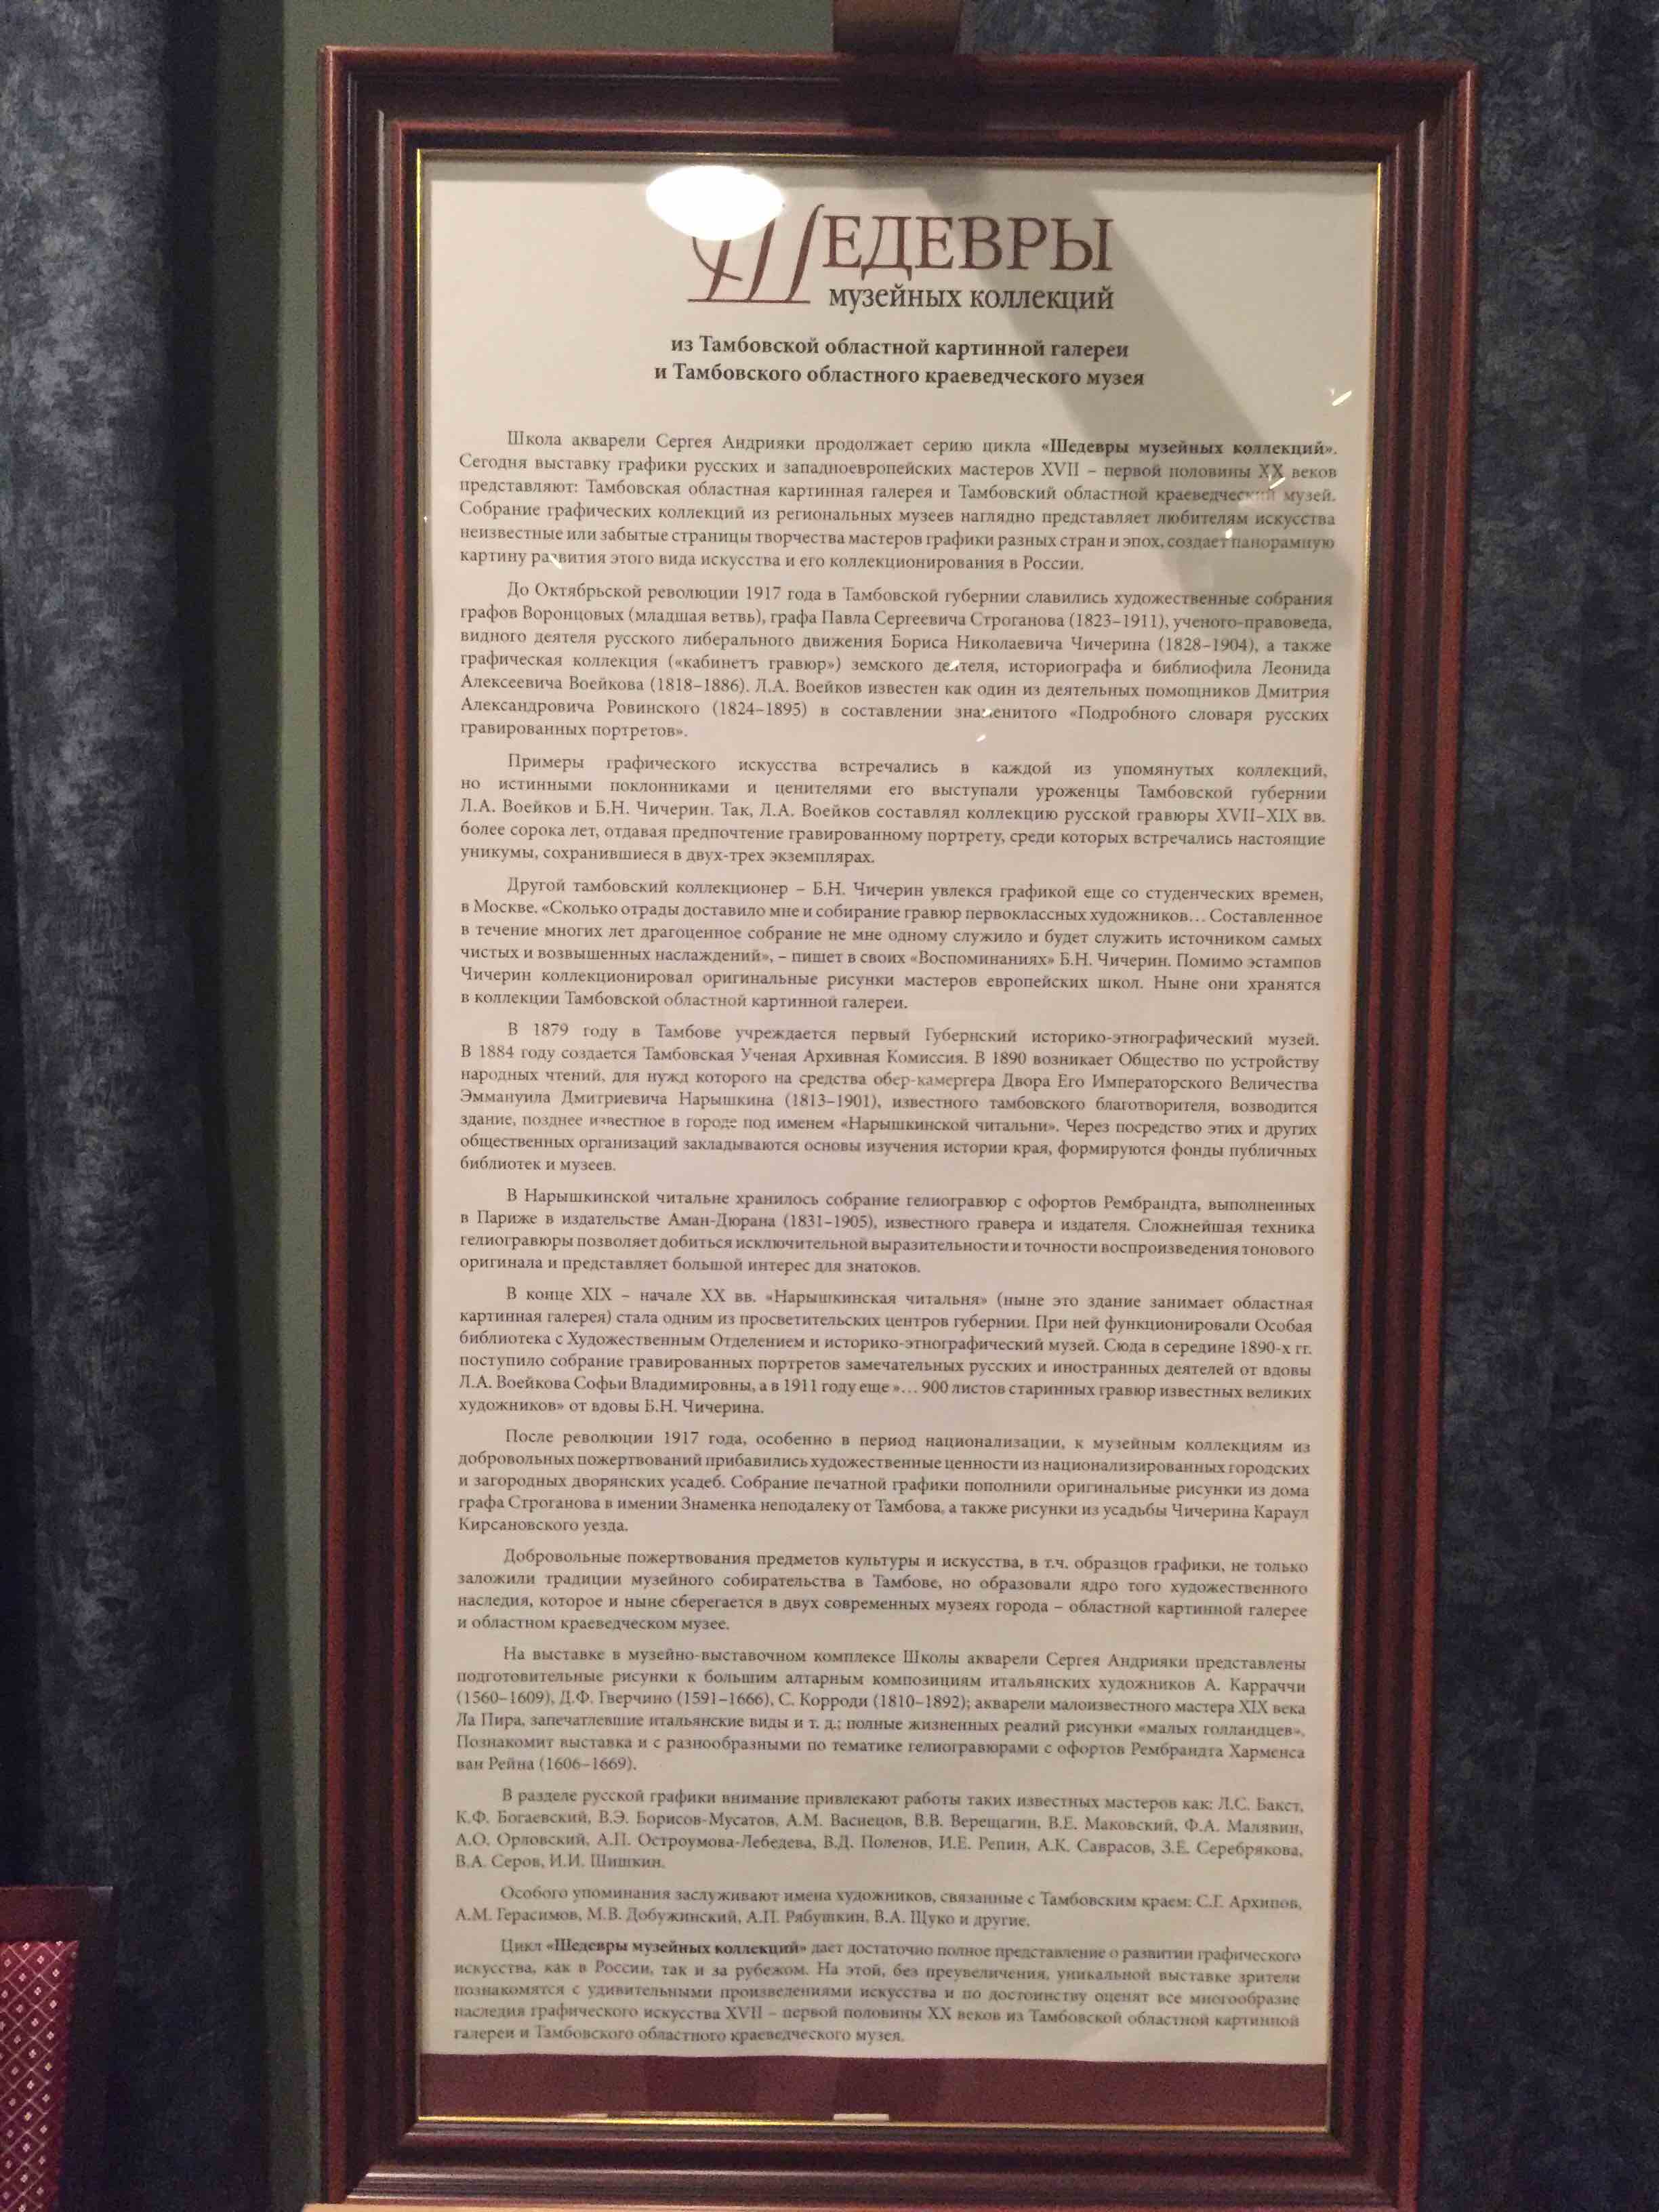 ШЕДЕВРЫ
музейных коллекций
из Тамбовской областной картинной галереи
и Тамбовского областного краеведческого музея
Школа акварели Сергея Андрияки продолжает серию цикла «Шедевры музейных коллекций».
Сегодня выставку графики русских и западноевропейских мастеров XVII – первой половины XX веков
представляют: Тамбовская областная картинная галерея и Тамбовский областной краеведческий музей.
Собрание графических коллекций из региональных музеев наглядно представляет любителям искусства
неизвестные или забытые страницы творчества мастеров графики разных стран и эпох, создает панорамную
картину развития этого вида искусства и его коллекционирования в России.
До Октябрьской революции 1917 года в Тамбовской губернии славились художественные собрания
графов Воронцовых (младшая ветвь), графа Павла Сергеевича Строганова (1823–1911), ученого-правоведа,
видного деятеля русского либерального движения Бориса Николаевича Чичерина (1828–1904), а также
графическая коллекция («кабинетъ гравюр») земского деятеля, историографа и библиофила Леонида
Алексеевича Воейкова (1818–1886). Л.А. Воейков известен как один из деятельных помощников Дмитрия
Александровича Ровинского (1824–1895) в составлении знаменитого «Подробного словаря русских
гравированных портретов».
Примеры графического искусства встречались в каждой из упомянутых коллекций,
но истинными поклонниками и ценителями его выступали уроженцы Тамбовской губернии
Л.А. Воейков и Б.Н. Чичерин. Так, Л.А. Воейков составлял коллекцию русской гравюры XVII–XIX вв.
более сорока лет, отдавая предпочтение гравированному портрету, среди которых встречались настоящие
уникумы, сохранившиеся в двух-трех экземплярах.
Другой тамбовский коллекционер – Б.Н. Чичерин увлекся графикой еще со студенческих времен,
в Москве. «Сколько отрады доставило мне и собирание гравюр первоклассных художников… Составленное
в течение многих лет драгоценное собрание не мне одному служило и будет служить источником самых
чистых и возвышенных наслаждений», – пишет в своих «Воспоминаниях» Б.Н. Чичерин. Помимо эстампов
Чичерин коллекционировал оригинальные рисунки мастеров европейских школ. Ныне они хранятся
в коллекции Тамбовской областной картинной галереи.
В 1879 году в Тамбове учреждается первый Губернский историко-этнографический музей.
В 1884 году создается Тамбовская Ученая Архивная Комиссия. В 1890 возникает Общество по устройству
народных чтений, для нужд которого на средства обер-камергера Двора Его Императорского Величества
Эммануила Дмитриевича Нарышкина (1813–1901), известного тамбовского благотворителя, возводится
здание, позднее известное в городе под именем «Нарышкинской читальни». Через посредство этих и других
общественных организаций закладываются основы изучения истории края, формируются фонды публичных
библиотек и музеев.
В Нарышкинской читальне хранилось собрание гелиогравюр с офортов Рембрандта, выполненных
в Париже в издательстве Аман-Дюрана (1831–1905), известного гравера и издателя. Сложнейшая техника
гелиогравюры позволяет добиться исключительной выразительности и точности воспроизведения тонового
оригинала и представляет большой интерес для знатоков.
В конце XIX – начале XX вв. «Нарышкинская читальня» (ныне это здание занимает областная
картинная галерея) стала одним из просветительских центров губернии. При ней функционировали Особая
библиотека с Художественным Отделением и историко-этнографический музей. Сюда в середине 1890-х гг.
поступило собрание гравированных портретов замечательных русских и иностранных деятелей от вдовы
Л.А. Воейкова Софьи Владимировны, а в 1911 году еще »… 900 листов старинных гравюр известных великих
художников» от вдовы Б.Н. Чичерина.
После революции 1917 года, особенно в период национализации, к музейным коллекциям из
добровольных пожертвований прибавились художественные ценности из национализированных городских
и загородных дворянских усадеб. Собрание печатной графики пополнили оригинальные рисунки из дома
графа Строганова в имении Знаменка неподалеку от Тамбова, а также рисунки из усадьбы Чичерина Караул
Кирсановского уезда.
Добровольные пожертвования предметов культуры и искусства, в т.ч. образцов графики, не только
заложили традиции музейного собирательства в Тамбове, но образовали ядро того художественного
наследия, которое и ныне сберегается в двух современных музеях города – областной картинной галерее
и областном краеведческом музее.
На выставке в музейно-выставочном комплексе Школы акварели Сергея Андрияки представлены
подготовительные рисунки к большим алтарным композициям итальянских художников А. Карраччи
(1560–1609), Д.Ф. Гверчино (1591–1666), С. Корроди (1810–1892); акварели малоизвестного мастера XIX века
Ла Пира, запечатлевшие итальянские виды и т. д.; полные жизненных реалий рисунки «малых голландцев».
Познакомит выставка и с разнообразными по тематике гелиогравюрами с офортов Рембрандта Харменса
ван Рейна (1606–1669).
В разделе русской графики внимание привлекают работы таких известных мастеров как: Л.С. Бакст,
К.Ф. Богаевский, В.Э. Борисов-Мусатов, А.М. Васнецов, В.В. Верещагин, В.Е. Маковский, Ф.А. Малявин,
А.О. Орловский, А.П. Остроумова-Лебедева, В.Д. Поленов, И.Е. Репин, А.К. Саврасов, З.Е. Серебрякова,
В.А. Серов, И.И. Шишкин.
Особого упоминания заслуживают имена художников, связанные с Тамбовским краем: С.Г. Архипов,
А.М. Герасимов, М.В. Добужинский, А.П. Рябушкин, В.А. Щуко и другие.
Цикл «Шедевры музейных коллекций» дает достаточно полное представление о развитии графического
искусства, как в России, так и за рубежом. На этой, без преувеличения, уникальной выставке зрители
познакомятся с удивительными произведениями искусства и по достоинству оценят все многообразие
наследия графического искусства XVII – первой половины XX веков из Тамбовской областной картинной
галереи и Тамбовского областного краеведческого музея.